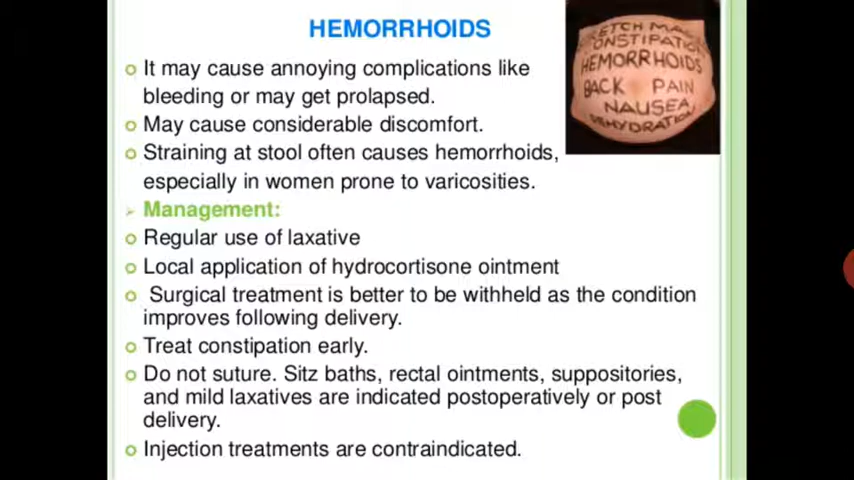 HEMORRHOIDS
It may cause annoying complications like
bleeding or may get prolapsed.
May cause considerable discomfort.
Straining at stool often causes hemorrhoids,
especially in women prone to varicosities.
Management:
Regular use of laxative
Local application of hydrocortisone ointment
Surgical treatment is better to be withheld as the condition
improves following delivery.
Treat constipation early.
Do not suture. Sitz baths, rectal ointments, suppositories,
and mild laxatives are indicated postoperatively or post
delivery.
Injection treatments are contraindicated.
HEMORRHOIDS
BACK PAIN
NAUSEA